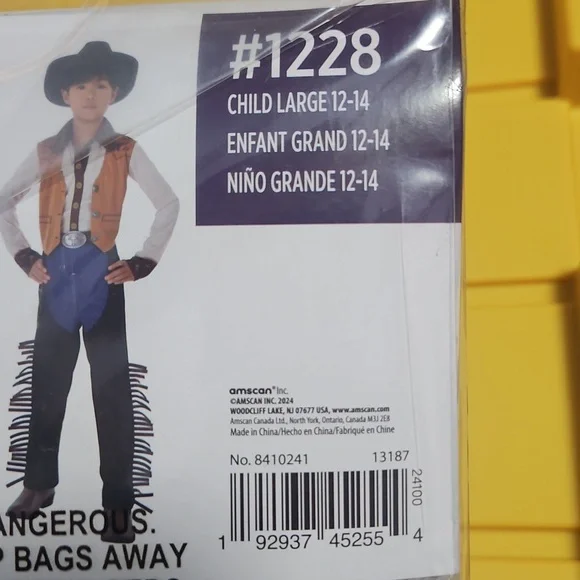 #1228
CHILD LARGE 12-14
ENFANT GRAND 12-14
NIÑO GRANDE 12-14
amscan® Inc.
©AMSCAN INC. 2024
WOODCLIFF LAKE, NJ 07677 USA, www.amscan.com
Amscan Canada Ltd., North York, Ontario, Canada M3J 2E8
Made in China/Hecho en China/Fabriqué en Chine
No. 8410241 13187
24100
1 92937 45255 4
ANGEROUS.
P BAGS AWAY